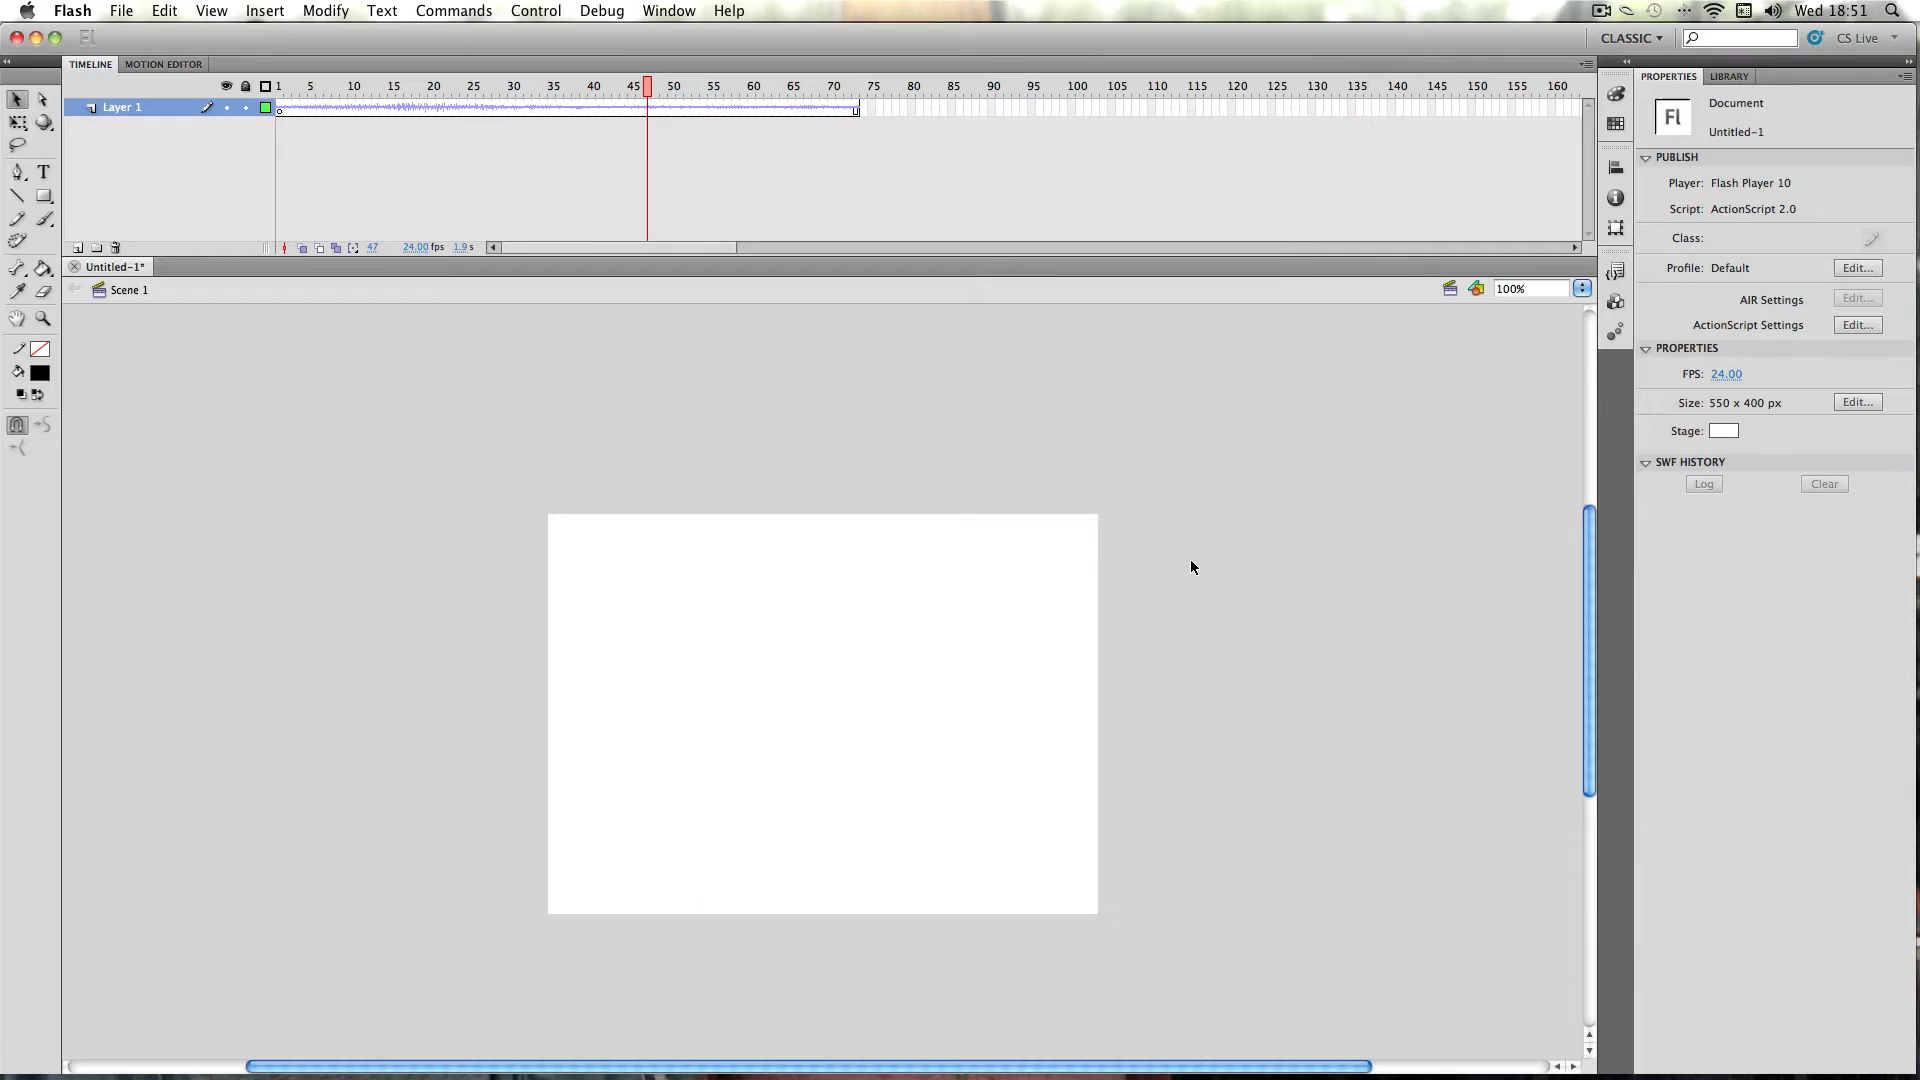 Flash File Edit View Insert Modify Text Commands Control Debug Window Help Wed 18:51
Fl CLASSIC CS Live
TIMELINE MOTION EDITOR
1 5 10 15 20 25 30 35 40 45 50 55 60 65 70 75 80 85 90 95 100 105 110 115 120 125 130 135 140 145 150 155 160
Layer 1
47 24.00 fps 1.9 s
Untitled-1*
Scene 1 100%
T
PROPERTIES LIBRARY
Fl
Document
Untitled-1
PUBLISH
Player: Flash Player 10
Script: ActionScript 2.0
Class:
Profile: Default Edit...
AIR Settings Edit...
ActionScript Settings Edit...
PROPERTIES
FPS: 24.00
Size: 550 x 400 px Edit...
Stage:
SWF HISTORY
Log Clear